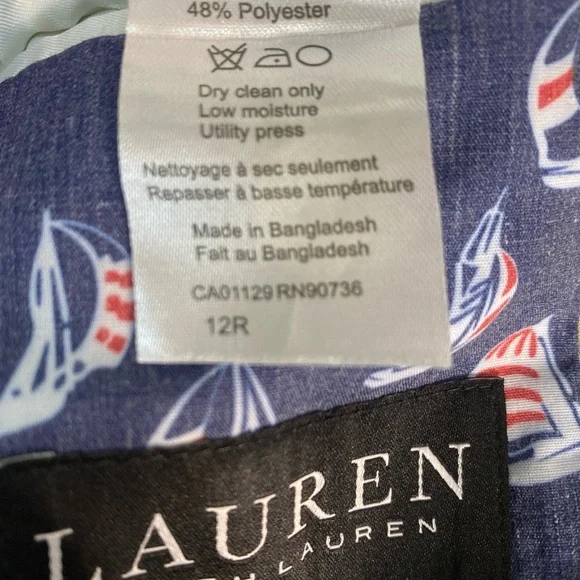 48% Polyester
Dry clean only
Low moisture
Utility press
Nettoyage à sec seulement
Repasser à basse température
Made in Bangladesh
Fait au Bangladesh
CA01129 RN90736
12R
LAUREN
LAUREN